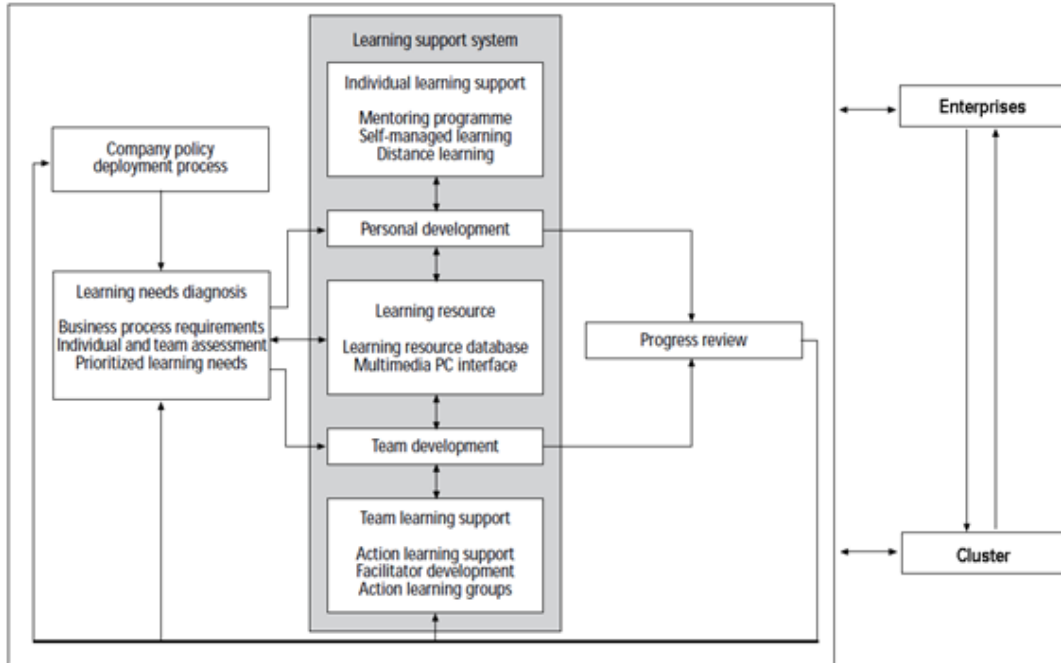 Learning support system
Individual learning support
Mentoring programme
Self-managed learning
Distance learning
Enterprises
Company policy
deployment process
Personal development
Learning needs diagnosis
Business process requirements
Individual and team assessment
Prioritized learning needs
Learning resource
Learning resource database
Multimedia PC interface
Progress review
Team development
Team learning support
Action learning support
Facilitator development
Action learning groups
Cluster